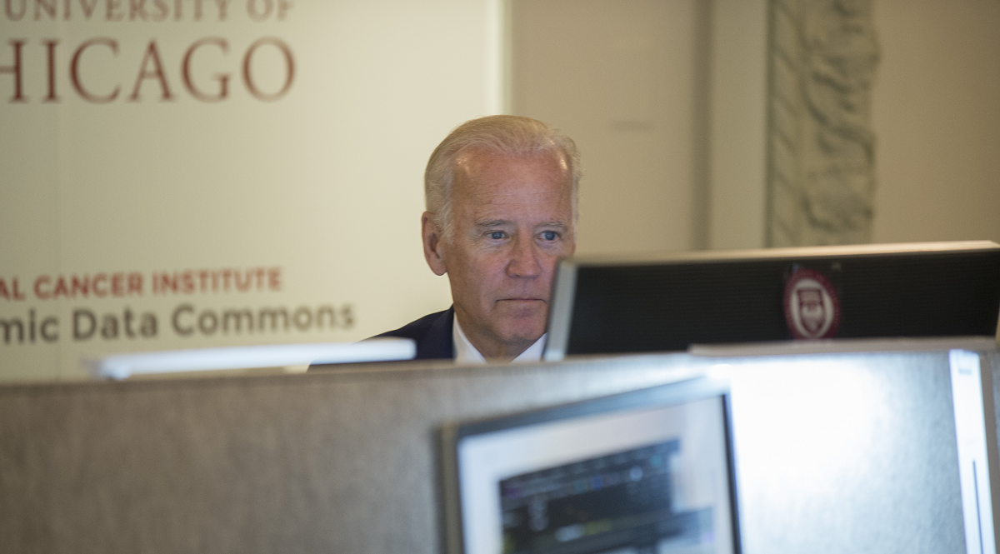 UNIVERSITY OF
HICAGO
AL CANCER INSTITUTE
mic Data Commons